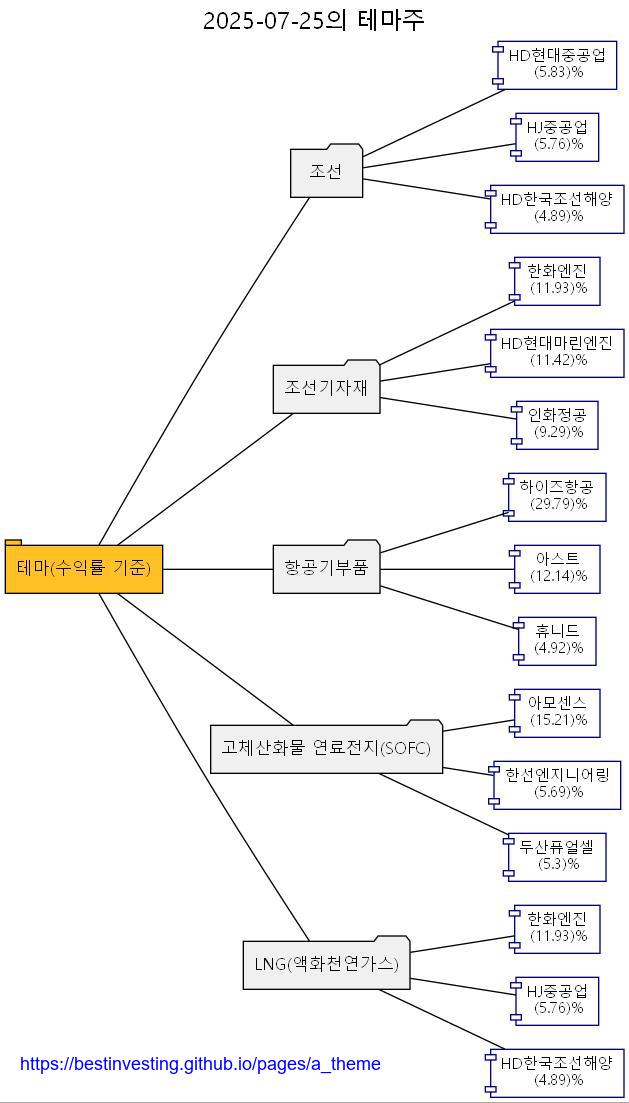 2025-07-25의 테마주
HD현대중공업
(5.83)%
HJ중공업
(5.76)%
조선
HD한국조선해양
(4.89)%
한화엔진
(11.93)%
HD현대마린엔진
(11.42)%
조선기자재
인화정공
(9.29)%
하이즈항공
(29.79)%
테마(수익률 기준)
항공기부품
아스트
(12.14)%
휴니드
(4.92)%
아모센스
(15.21)%
고체산화물 연료전지(SOFC)
한선엔지니어링
(5.69)%
두산퓨얼셀
(5.3)%
한화엔진
(11.93)%
LNG(액화천연가스)
HJ중공업
(5.76)%
HD한국조선해양
(4.89)%
https://bestinvesting.github.io/pages/a_theme